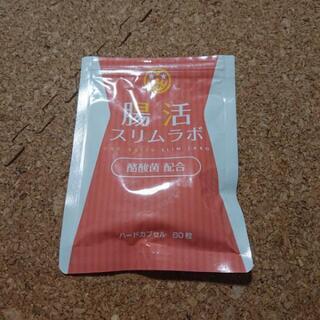 腸活
スリムラボ
酪酸菌 配合
ハードカプセル 60粒